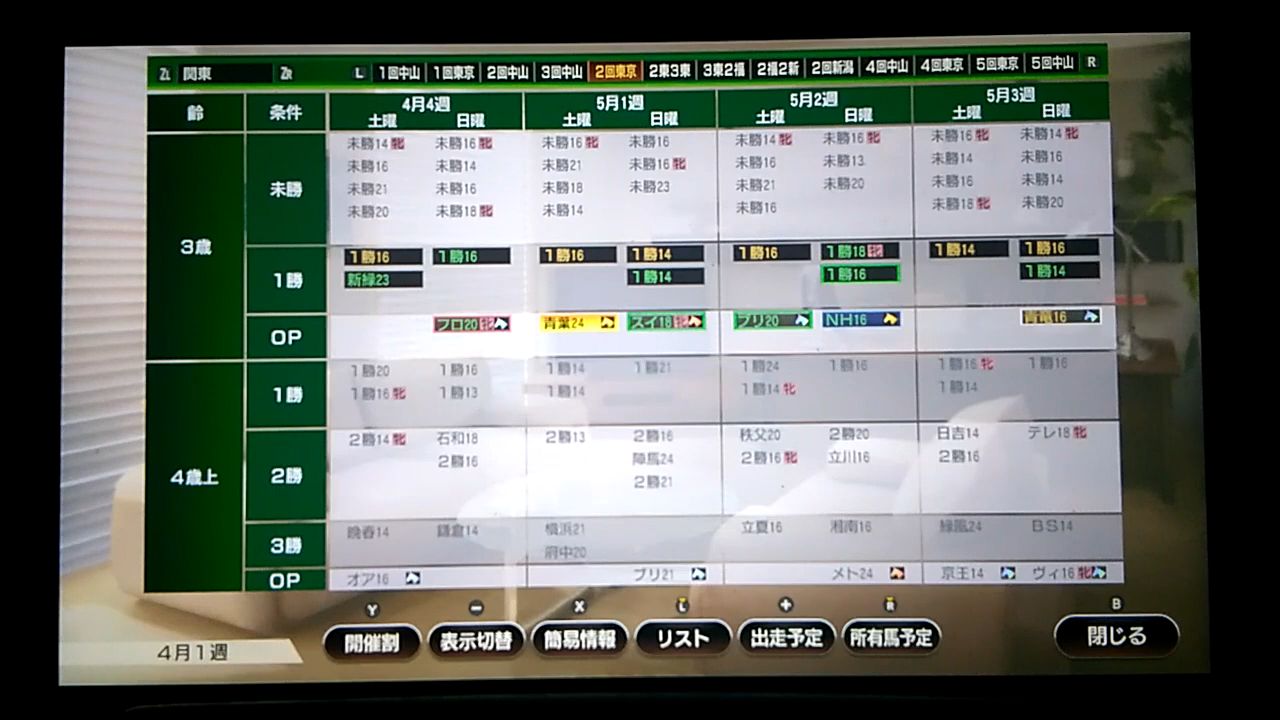 ZL 関東 ZR L 1回中山 1回東京 2回中山 3回中山 2回東京 2東3東 3東2福 2福2新 2回新潟 4回中山 4回東京 5回東京 5回中山 R
齢 条件 4月4週 5月1週 5月2週 5月3週
土曜 日曜 土曜 日曜 土曜 日曜 土曜 日曜
3歳
未勝
未勝14 牝 未勝16 牝 未勝16 牝 未勝16 未勝14 牝 未勝16 牝 未勝16 牝 未勝14 牝
未勝16 未勝14 未勝21 未勝16 牝 未勝16 未勝13 未勝14 未勝16
未勝21 未勝16 未勝18 未勝23 未勝21 未勝20 未勝16 未勝14
未勝20 未勝18 牝 未勝14 未勝16 未勝18 牝 未勝20
1勝
1勝16 1勝16 1勝16 1勝14 1勝16 1勝18 牝 1勝14 1勝16
新緑23 1勝14 1勝16 1勝14
OP
フロ20 牝 青葉24 スイ18 牝 プリ20 NH16 青竜16
4歳上
1勝
1勝20 1勝16 1勝14 1勝21 1勝24 1勝16 1勝16 牝 1勝16
1勝16 牝 1勝13 1勝14 1勝14 牝 1勝14
2勝
2勝14 牝 石和18 2勝13 2勝16 秩父20 2勝20 日吉14 テレ18 牝
2勝16 陣馬24 2勝16 牝 立川16 2勝16
2勝21
3勝
晩春14 鎌倉14 横浜21 立夏16 湘南16 緑風24 BS14
府中20
OP
オア16 ブリ21 メト24 京王14 ヴィ16 牝
4月1週
Y － X L ＋ R B
開催割 表示切替 簡易情報 リスト 出走予定 所有馬予定 閉じる